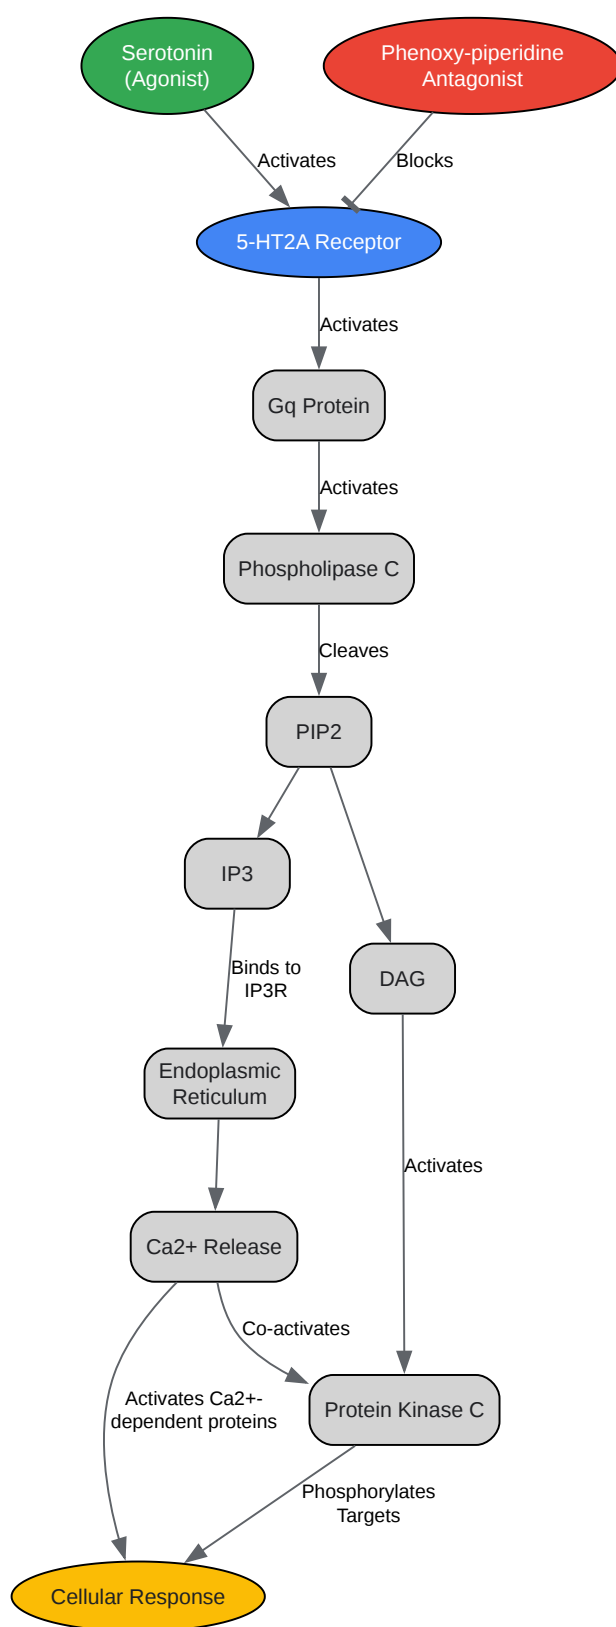 Serotonin
(Agonist)
Phenoxy-piperidine
Antagonist
Activates
Blocks
5-HT2A Receptor
Activates
Gq Protein
Activates
Phospholipase C
Cleaves
PIP2
IP3
Binds to
IP3R
DAG
Endoplasmic
Reticulum
Activates
Ca2+ Release
Co-activates
Activates Ca2+-
dependent proteins
Protein Kinase C
Phosphorylates
Targets
Cellular Response